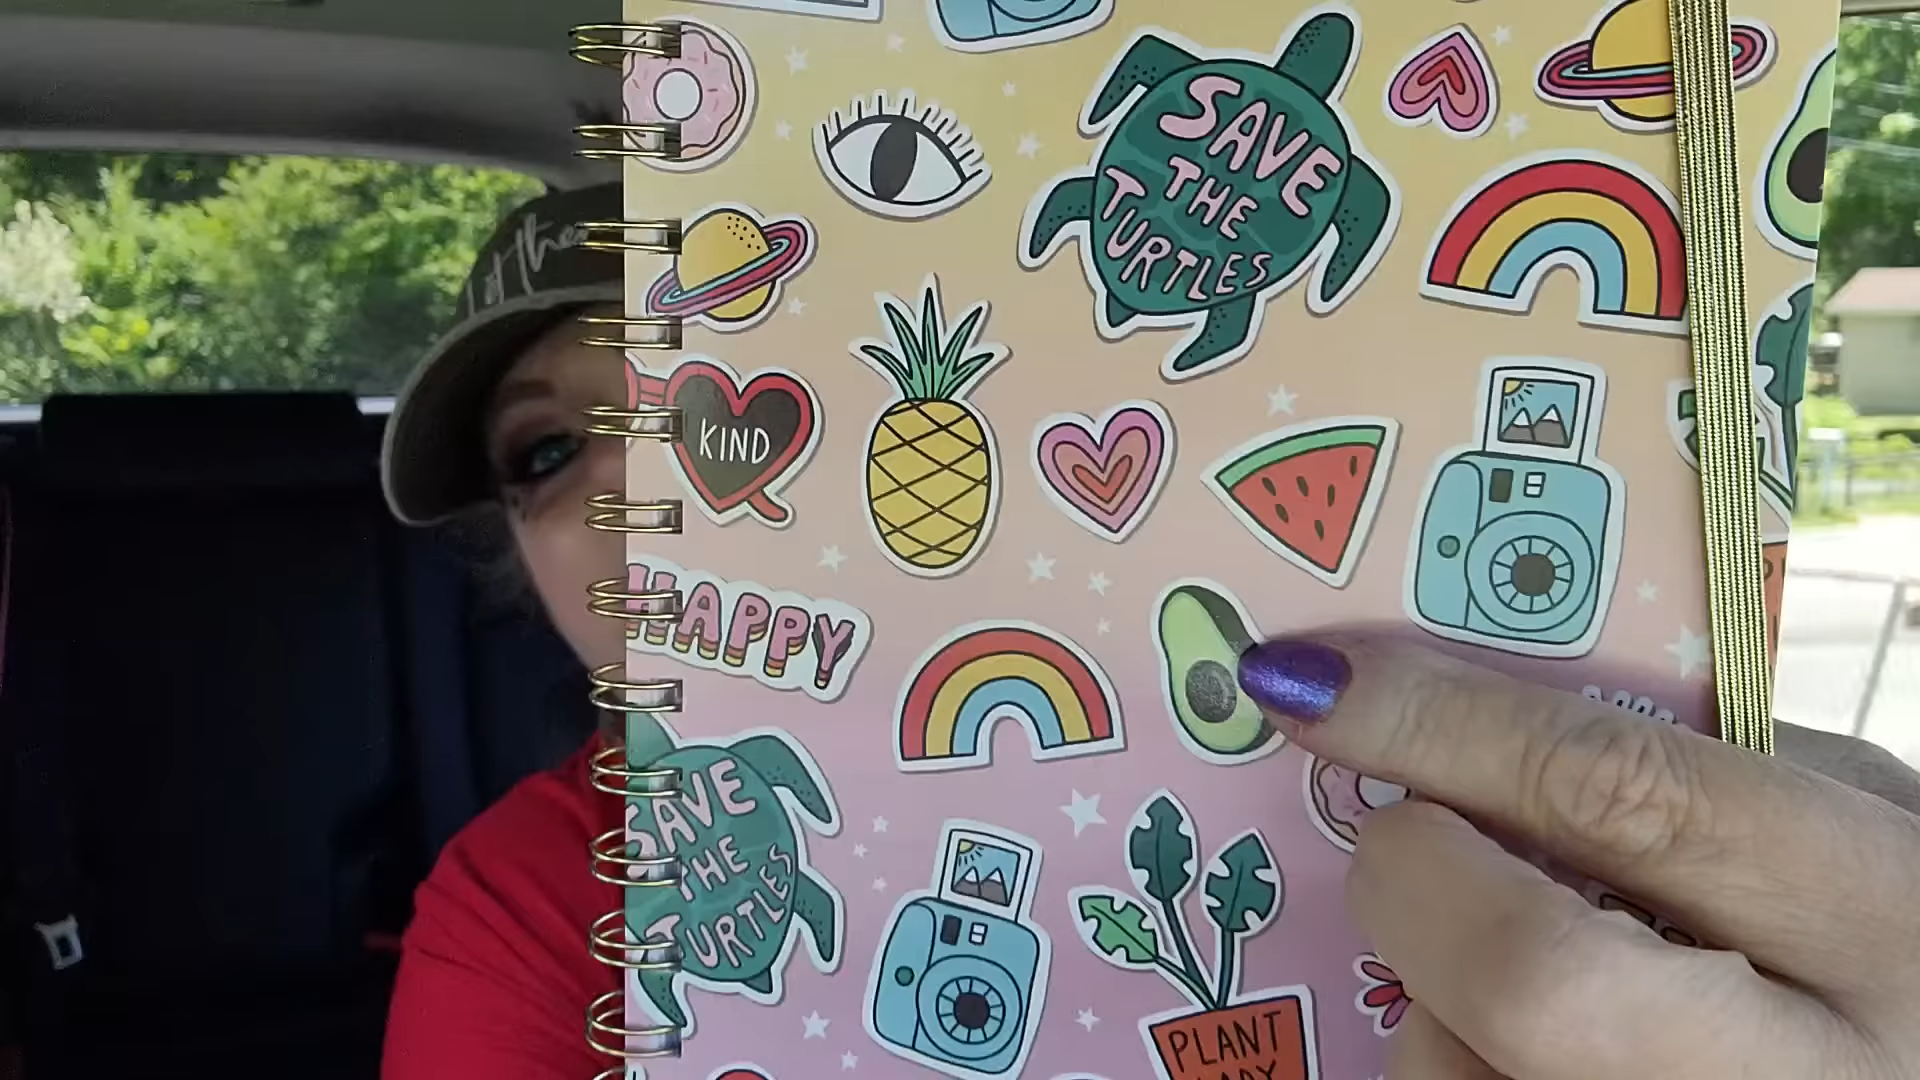 SAVE
THE
TURTLES
KIND
HAPPY
SAVE
THE
TURTLES
PLANT